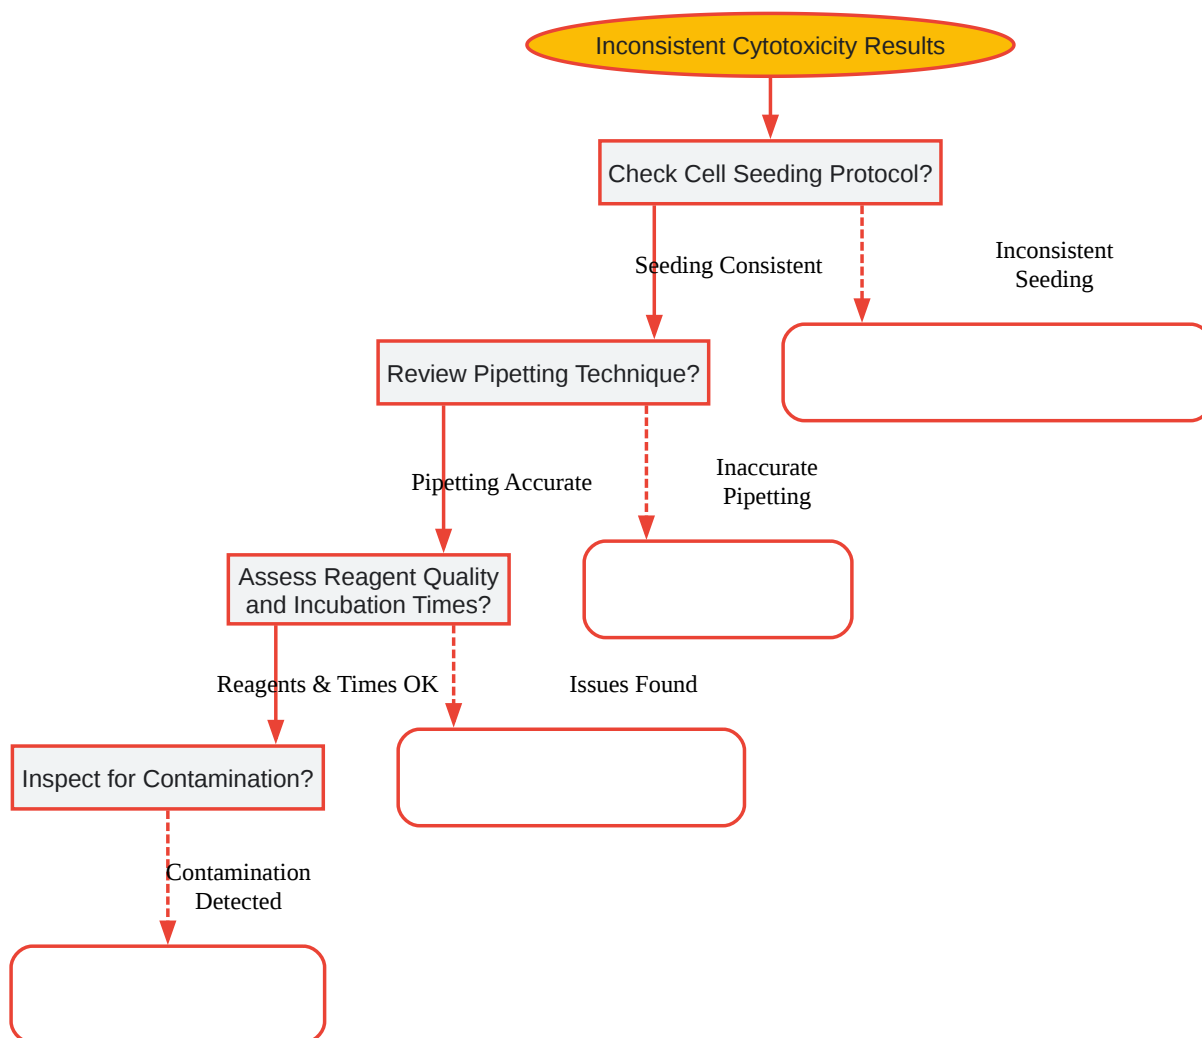 Inconsistent Cytotoxicity Results
Check Cell Seeding Protocol?
Seeding Consistent
Inconsistent
Seeding
Review Pipetting Technique?
Pipetting Accurate
Inaccurate
Pipetting
Assess Reagent Quality
and Incubation Times?
Reagents & Times OK
Issues Found
Inspect for Contamination?
Contamination
Detected